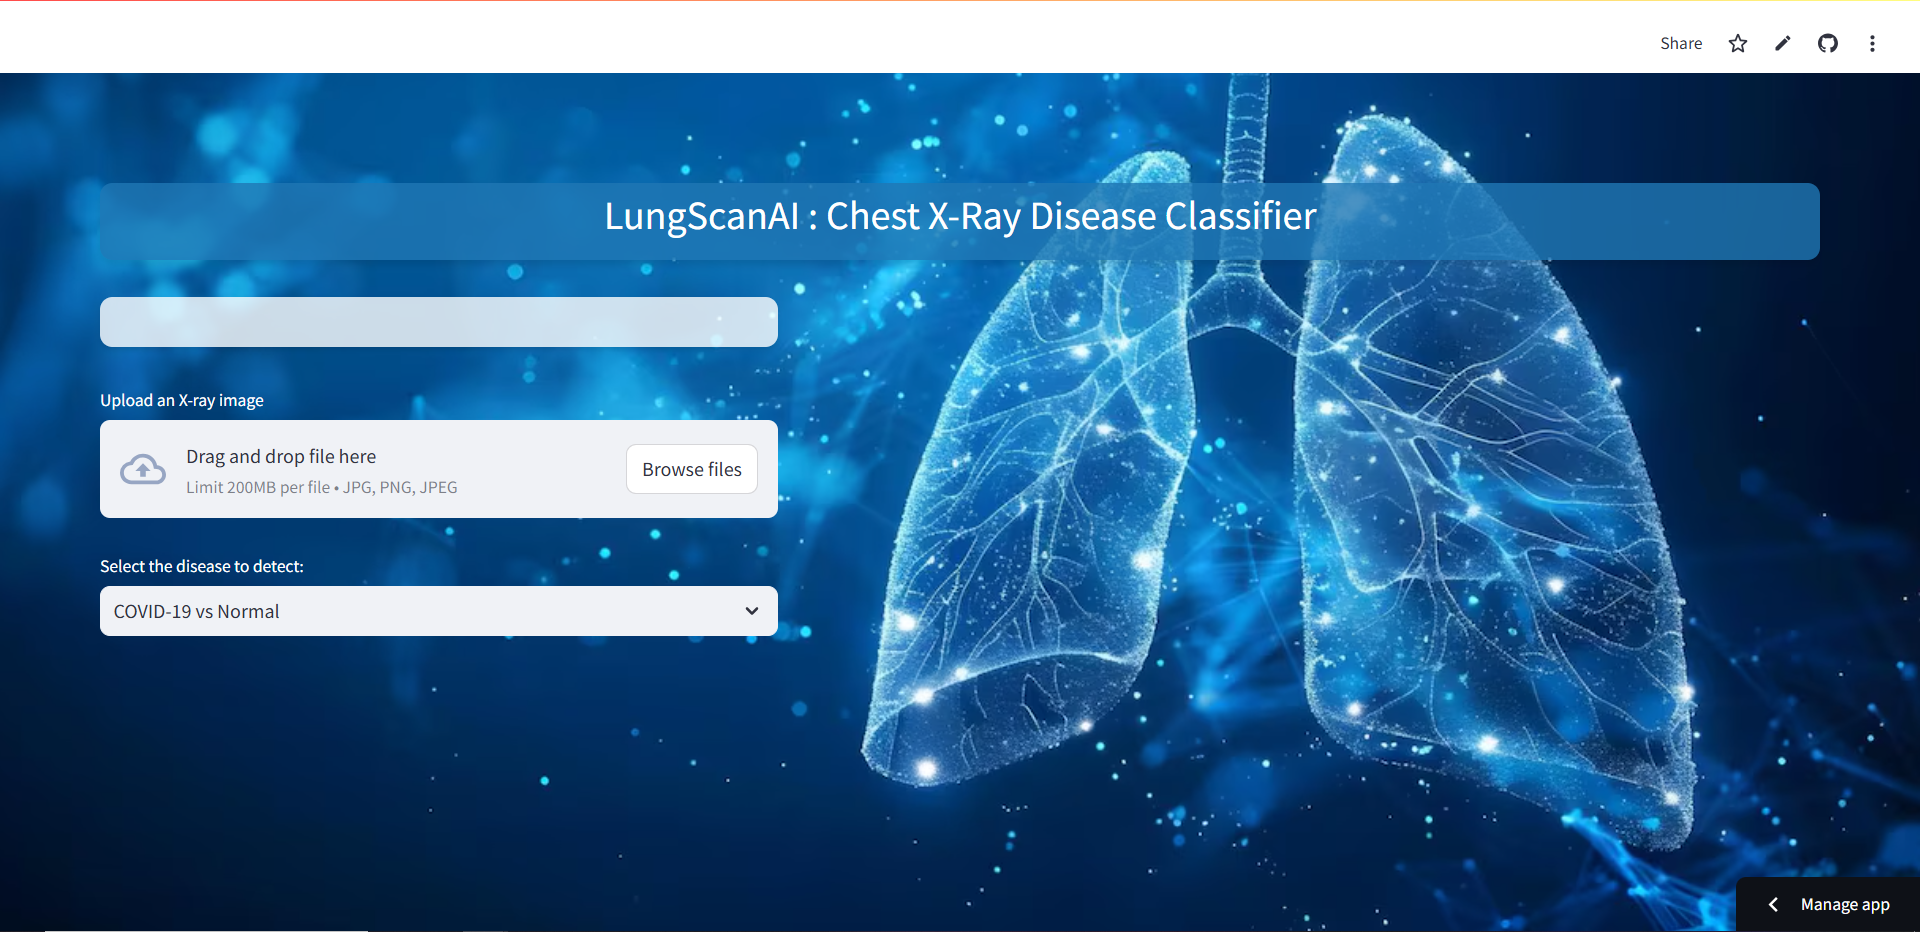 Share
LungScanAI : Chest X-Ray Disease Classifier
Upload an X-ray image
Drag and drop file here
Limit 200MB per file • JPG, PNG, JPEG
Browse files
Select the disease to detect:
COVID-19 vs Normal
Manage app